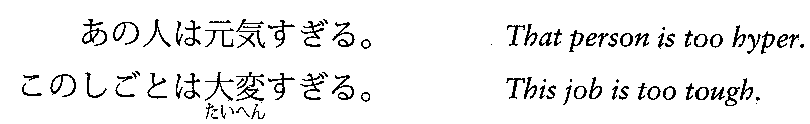 あの人は元気すぎる。 That person is too hyper.
このしごとは大変すぎる。 This job is too tough.
たいへん